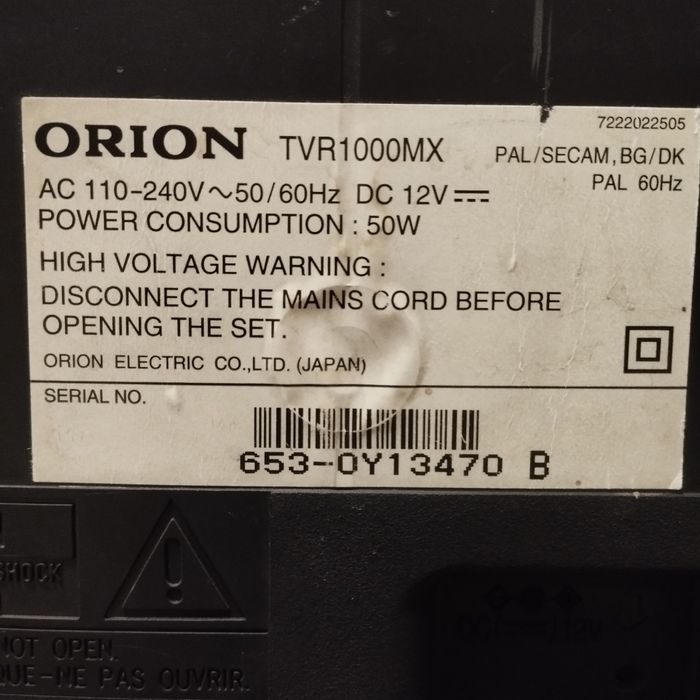 7222022505
ORION TVR1000MX PAL/SECAM,BG/DK
PAL 60Hz
AC 110-240V～50/60Hz DC 12V⎓
POWER CONSUMPTION : 50W
HIGH VOLTAGE WARNING :
DISCONNECT THE MAINS CORD BEFORE
OPENING THE SET.
ORION ELECTRIC CO.,LTD. (JAPAN)
SERIAL NO.
653-0Y13470 B
SHOCK
NOT OPEN.
QUE-NE PAS OUVRIR.
12V